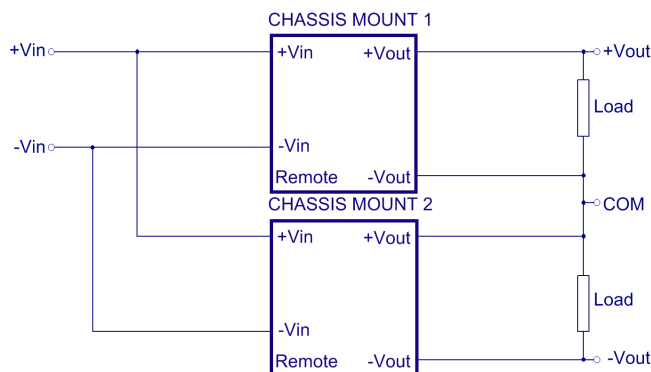 CHASSIS MOUNT 1
+Vin +Vin +Vout +Vout
Load
-Vin -Vin
Remote -Vout
CHASSIS MOUNT 2 COM
+Vin +Vout
Load
-Vin
Remote -Vout -Vout